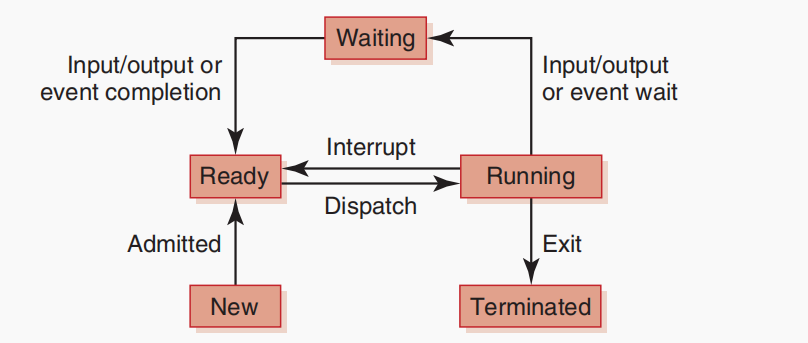 Waiting
Input/output or
event completion
Input/output
or event wait
Interrupt
Ready
Running
Dispatch
Admitted
Exit
New
Terminated